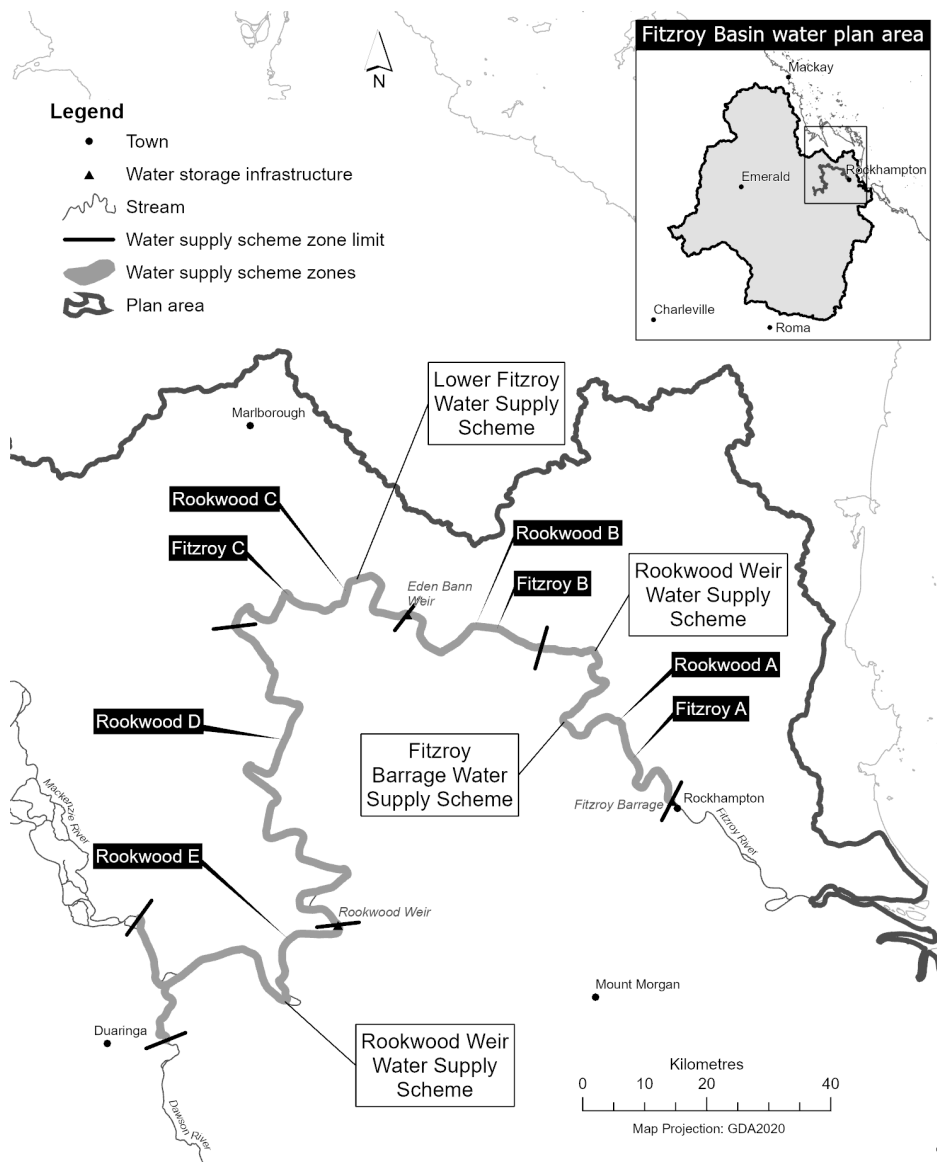 Fitzroy Basin water plan area
Mackay
Emerald
Rockhampton
Charleville
Roma
N
Legend
Town
Water storage infrastructure
Stream
Water supply scheme zone limit
Water supply scheme zones
Plan area
Marlborough
Lower Fitzroy
Water Supply
Scheme
Rookwood C
Fitzroy C
Eden Bann
Weir
Rookwood B
Fitzroy B
Rookwood Weir
Water Supply
Scheme
Rookwood A
Fitzroy A
Rookwood D
Fitzroy
Barrage Water
Supply Scheme
Fitzroy Barrage
Rockhampton
Fitzroy River
Mackenzie River
Rookwood E
Rookwood Weir
Mount Morgan
Duaringa
Dawson River
Rookwood Weir
Water Supply
Scheme
Kilometres
0 10 20 40
Map Projection: GDA2020